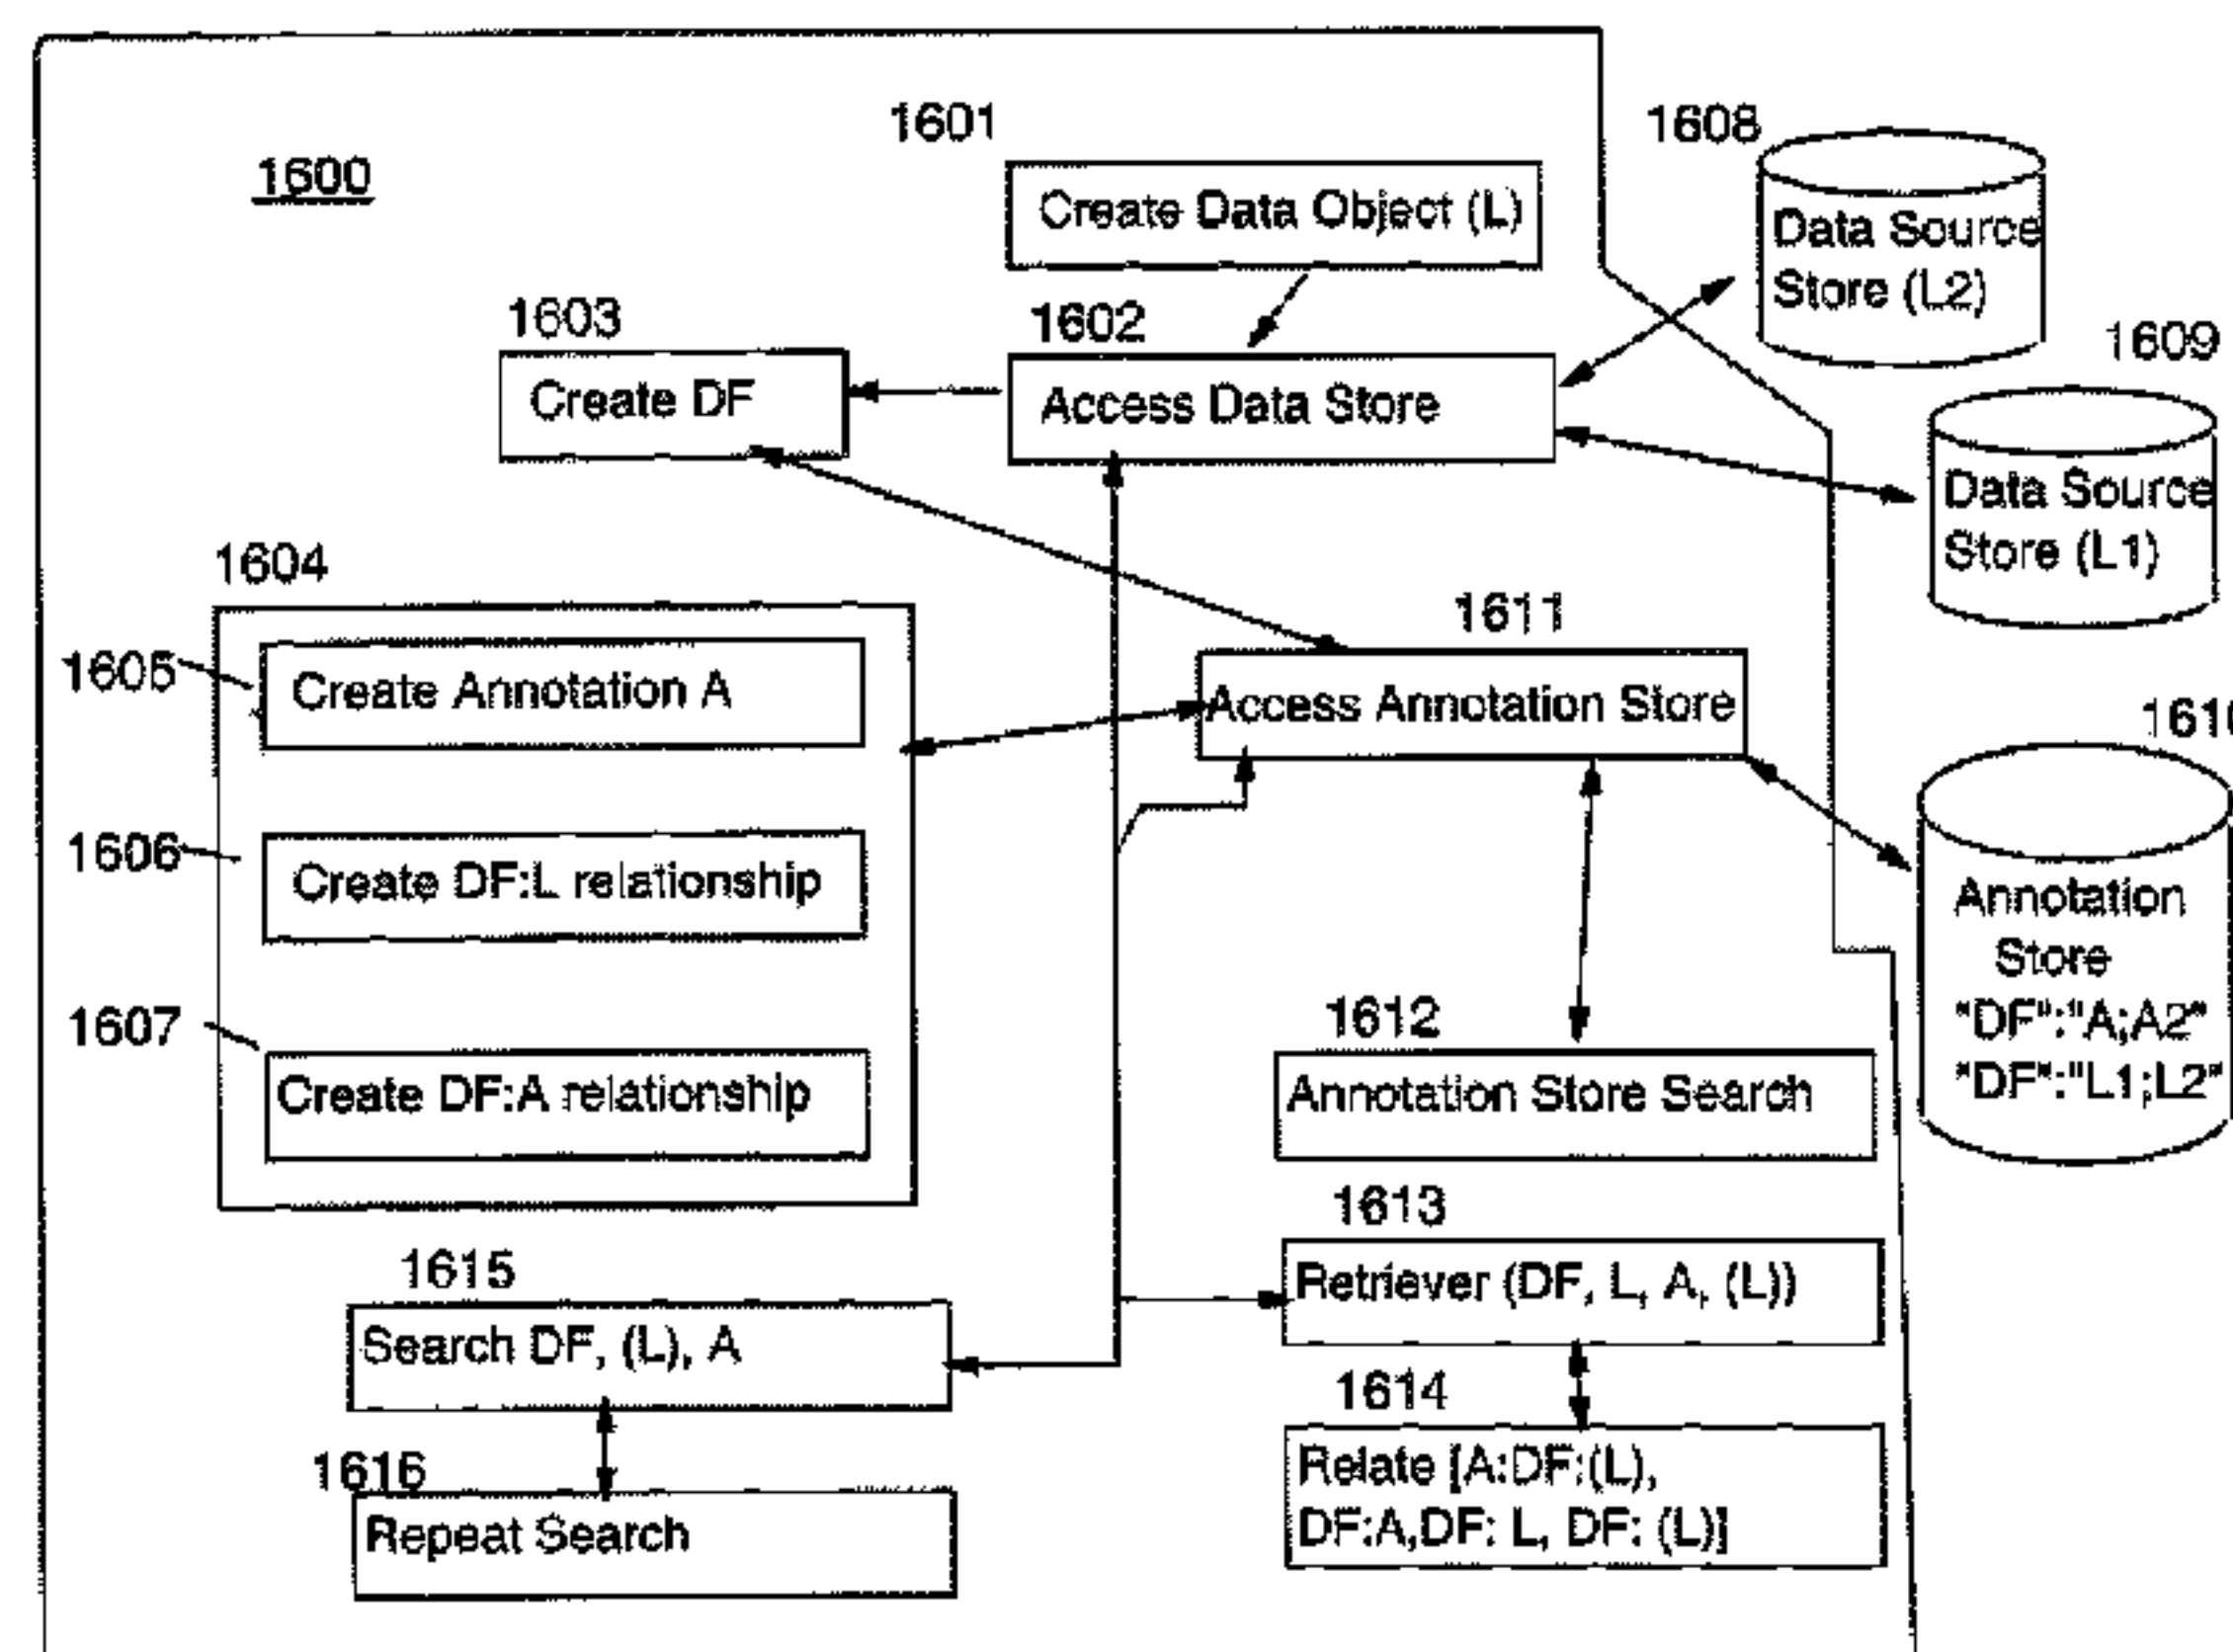 1600
1601
Create Data Object (L)
1608
Data Source
Store (L2)
1603
Create DF
1602
Access Data Store
1609
Data Source
Store (L1)
1604
1605
Create Annotation A
1606
Create DF:L relationship
1607
Create DF:A relationship
1611
Access Annotation Store
1610
Annotation
Store
"DF":"A;A2"
"DF":"L1;L2"
1612
Annotation Store Search
1613
Retriever (DF, L, A, (L))
1614
Relate [A:DF:(L),
DF:A,DF: L, DF: (L)]
1615
Search DF, (L), A
1616
Repeat Search